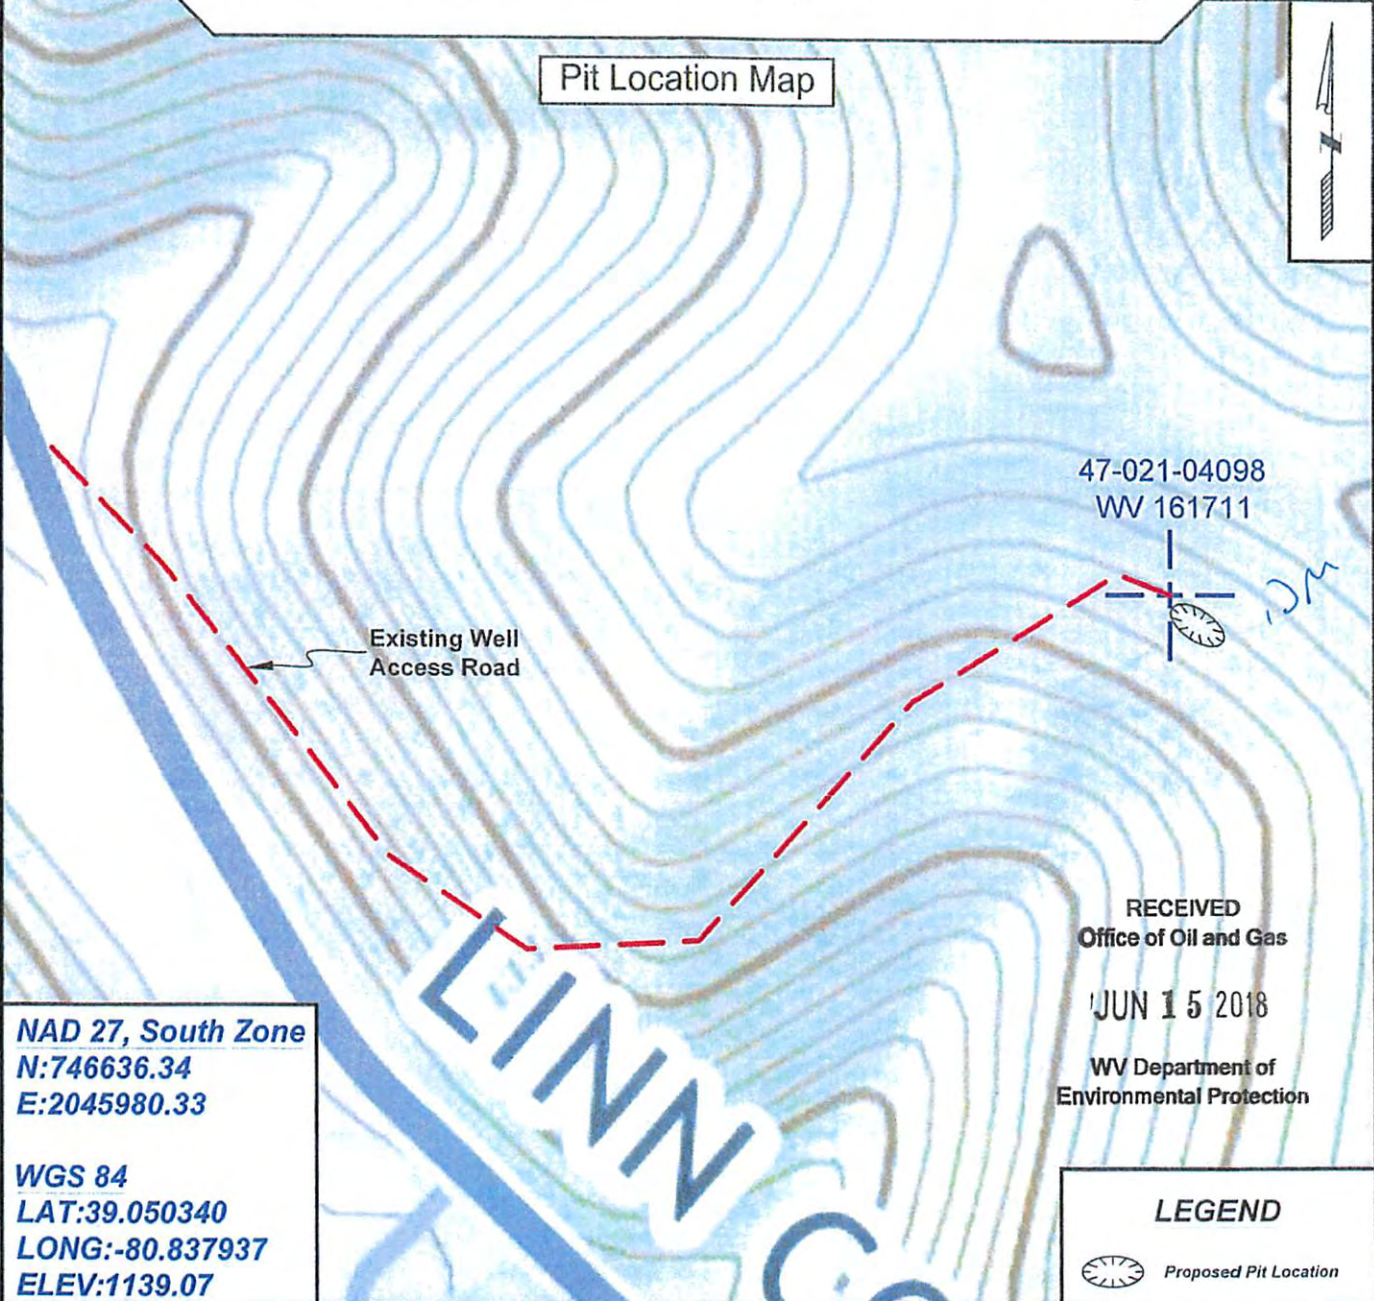 Pit Location Map
47-021-04098
WV 161711
Existing Well
Access Road
RECEIVED
Office of Oil and Gas
JUN 15 2018
WV Department of
Environmental Protection
LINN C
NAD 27, South Zone
N:746636.34
E:2045980.33
WGS 84
LAT:39.050340
LONG:-80.837937
ELEV:1139.07
LEGEND
Proposed Pit Location